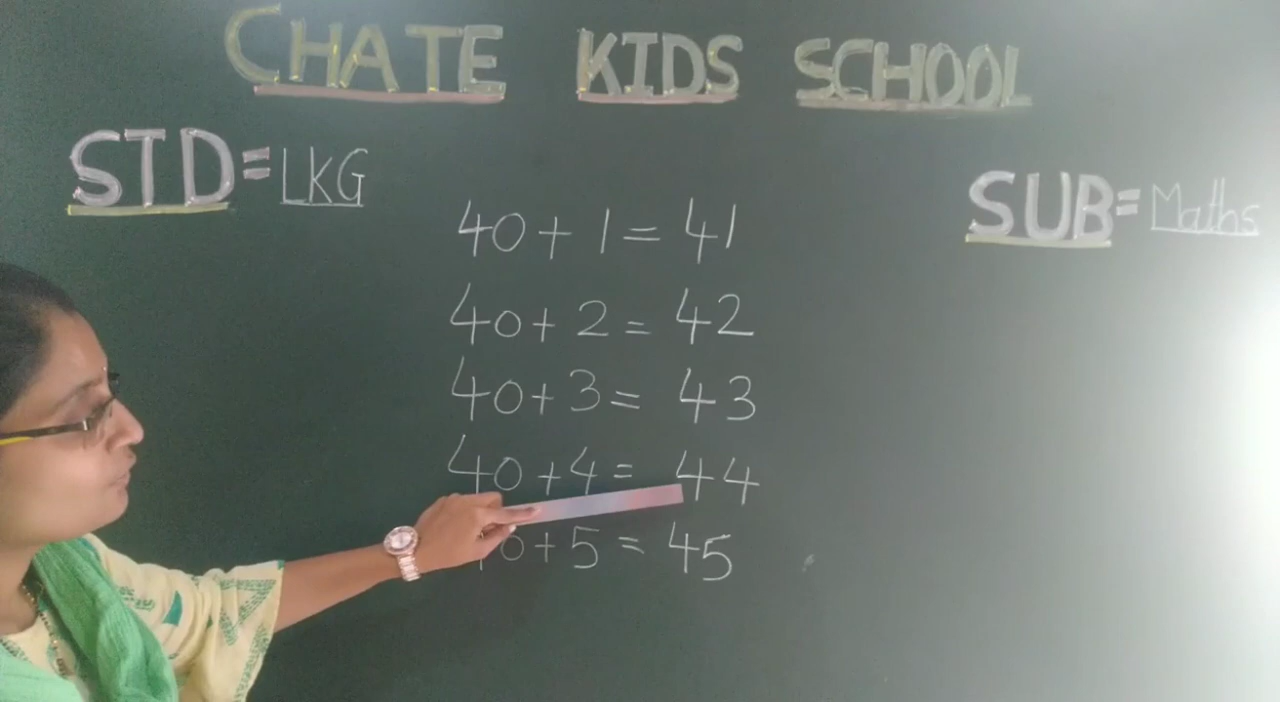 CHATE KIDS SCHOOL
STD=LKG
SUB=Maths
40+1=41
40+2=42
40+3=43
40+4=44
0+5=45